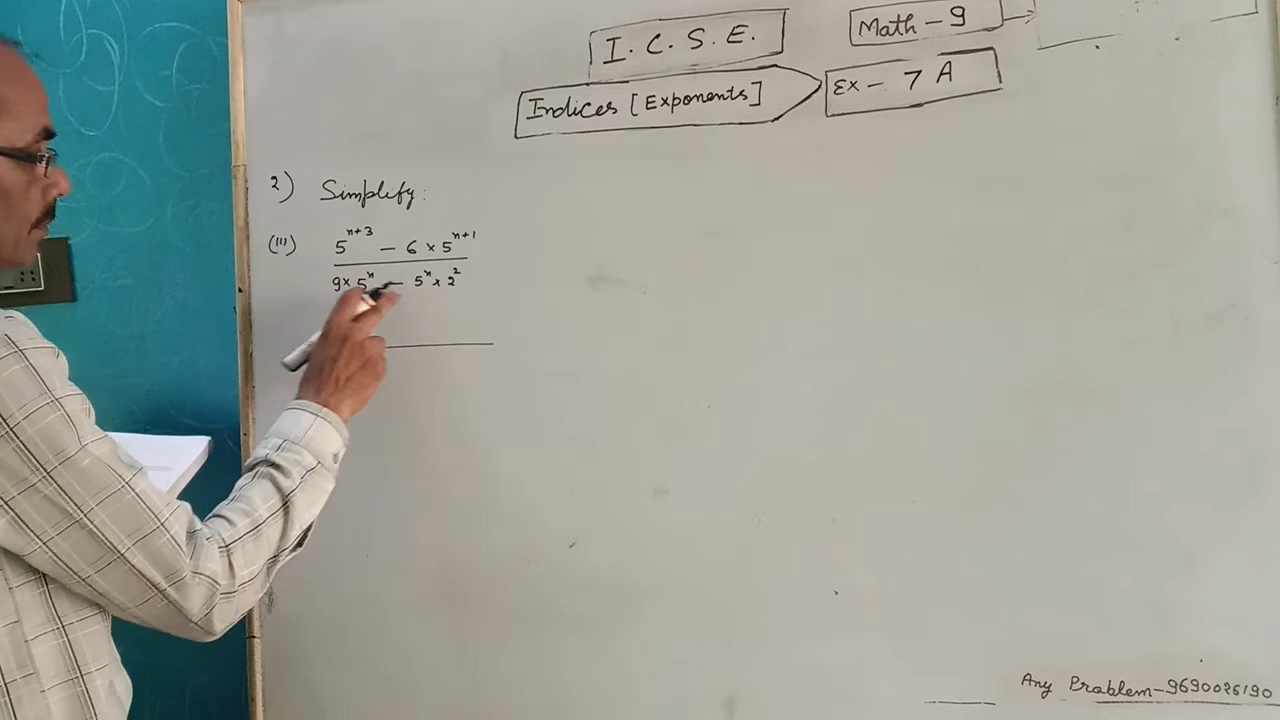 I. C. S. E.
Math - 9
Indices [Exponents]
Ex - 7 A
2) Simplify:
(11) 5^{n+3} - 6 × 5^{n+1}
9 × 5^n - 5^n × 2^2
Any Problem-9690026190